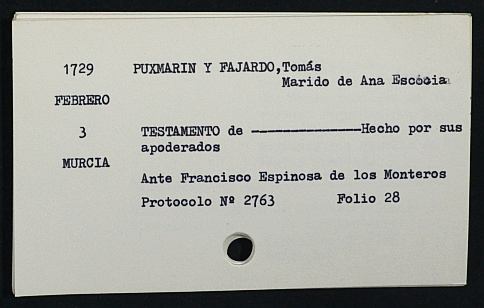 1729 PUXMARIN Y FAJARDO, Tomás
Marido de Ana Escocia
FEBRERO
3 TESTAMENTO de ---------------Hecho por sus
apoderados
MURCIA
Ante Francisco Espinosa de los Monteros
Protocolo Nº 2763 Folio 28